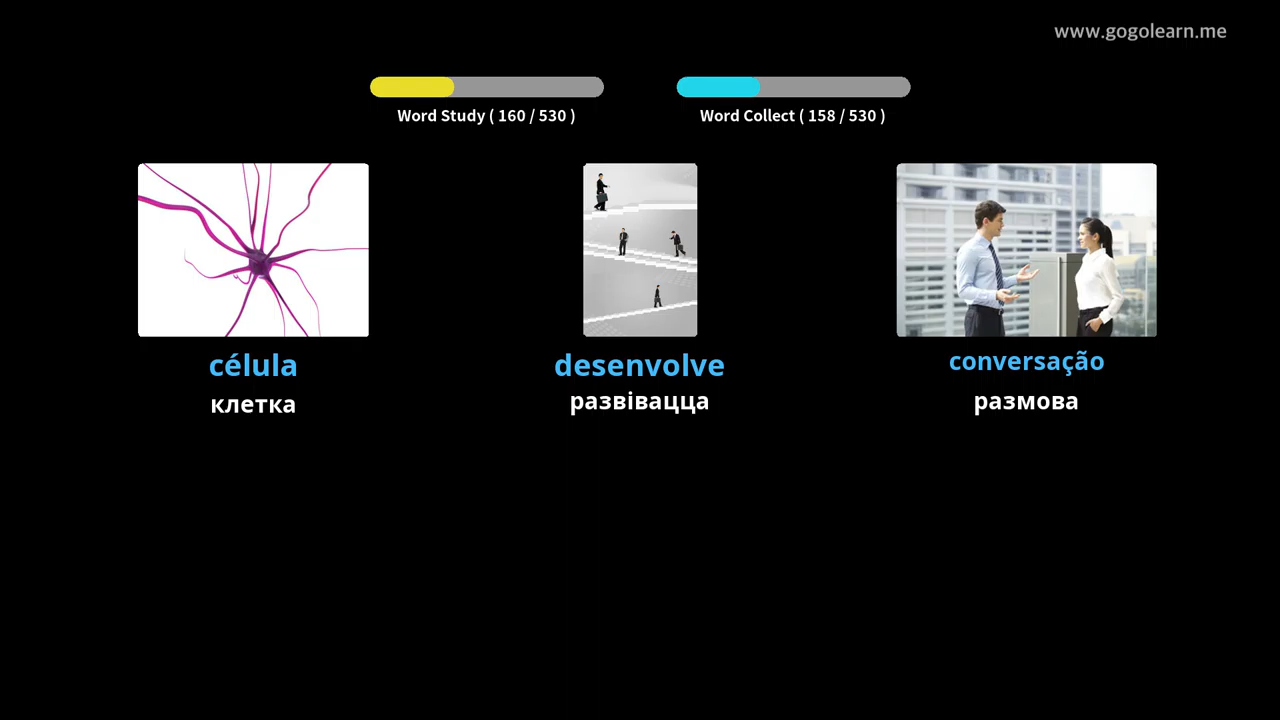 www.gogolearn.me
Word Study ( 160 / 530 )
Word Collect ( 158 / 530 )
célula
клетка
desenvolve
развівацца
conversação
размова